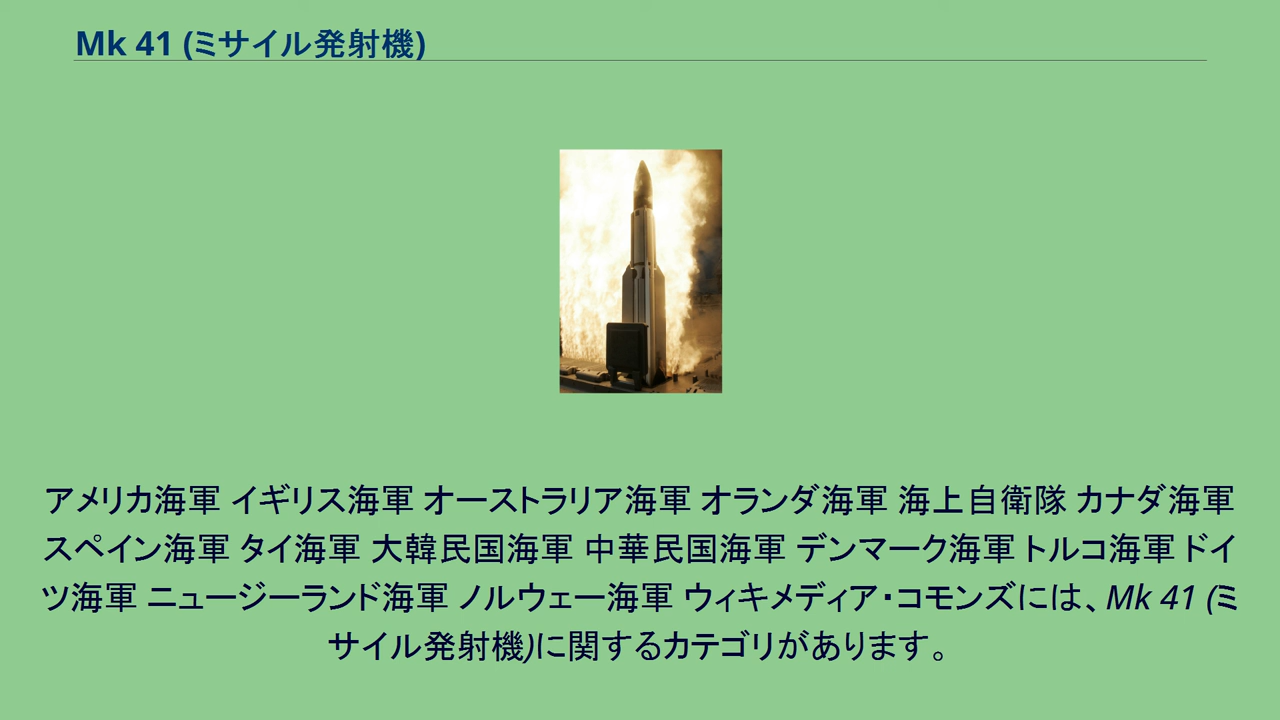 Mk 41 (ミサイル発射機)
アメリカ海軍 イギリス海軍 オーストラリア海軍 オランダ海軍 海上自衛隊 カナダ海軍
スペイン海軍 タイ海軍 大韓民国海軍 中華民国海軍 デンマーク海軍 トルコ海軍 ドイ
ツ海軍 ニュージーランド海軍 ノルウェー海軍 ウィキメディア・コモンズには、Mk 41 (ミ
サイル発射機)に関するカテゴリがあります。